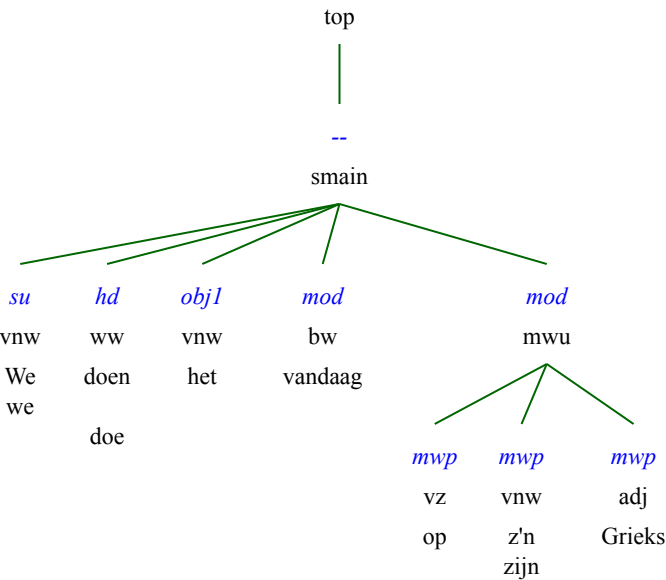 top
--
smain
su hd obj1 mod mod
vnw ww vnw bw mwu
We doen het vandaag
we
doe
mwp mwp mwp
vz vnw adj
op z'n Grieks
zijn